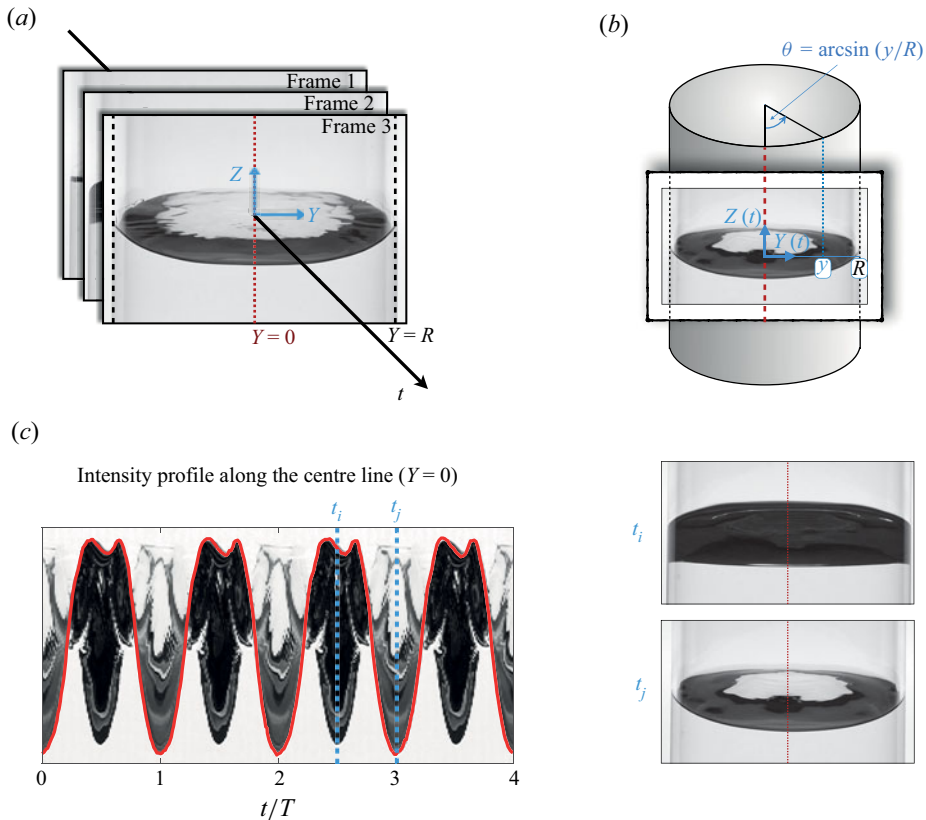 (a)
Frame 1
Frame 2
Frame 3
Z
Y
Y = 0
Y = R
t
(b)
θ = arcsin (y/R)
Z (t)
Y (t)
y
R
(c)
Intensity profile along the centre line (Y = 0)
t_i
t_j
0
1
2
3
4
t/T
t_i
t_j